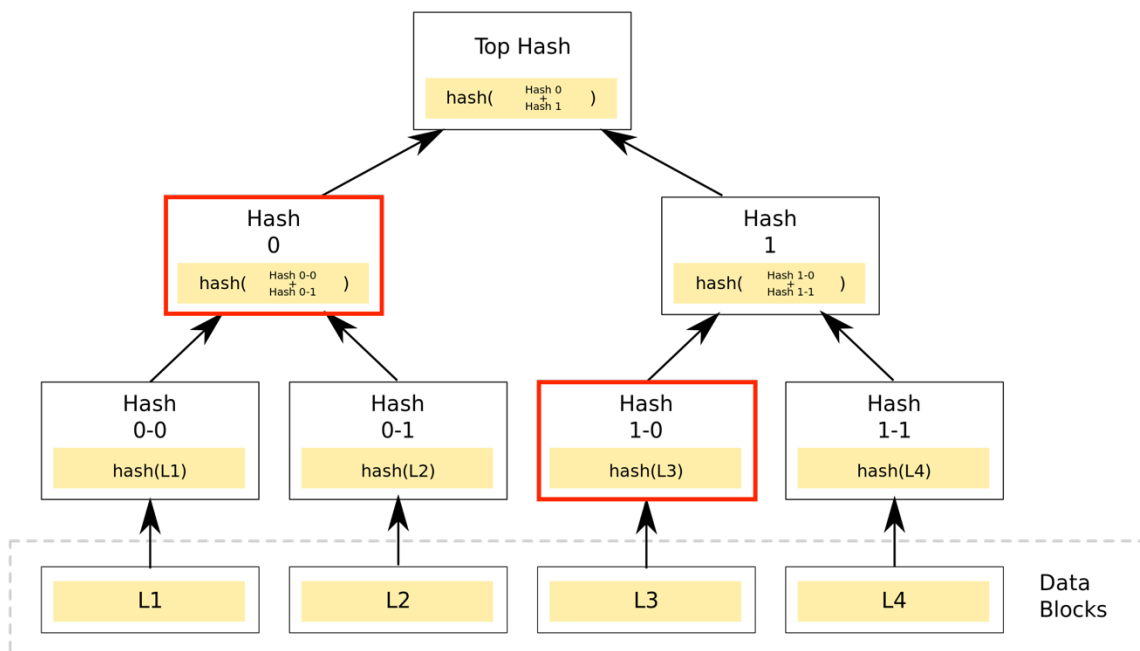 Top Hash
hash( Hash 0 + Hash 1 )
Hash
0
hash( Hash 0-0 + Hash 0-1 )
Hash
1
hash( Hash 1-0 + Hash 1-1 )
Hash
0-0
hash(L1)
Hash
0-1
hash(L2)
Hash
1-0
hash(L3)
Hash
1-1
hash(L4)
L1
L2
L3
L4
Data
Blocks